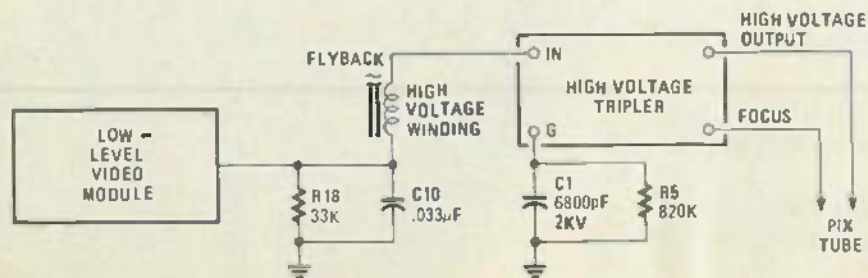 HIGH VOLTAGE
OUTPUT
FLYBACK
IN
HIGH
VOLTAGE
WINDING
HIGH VOLTAGE
TRIPLER
LOW -
LEVEL
VIDEO
MODULE
FOCUS
G
R18
33K
C10
.033µF
C1
6800pF
2KV
R5
820K
PIX
TUBE